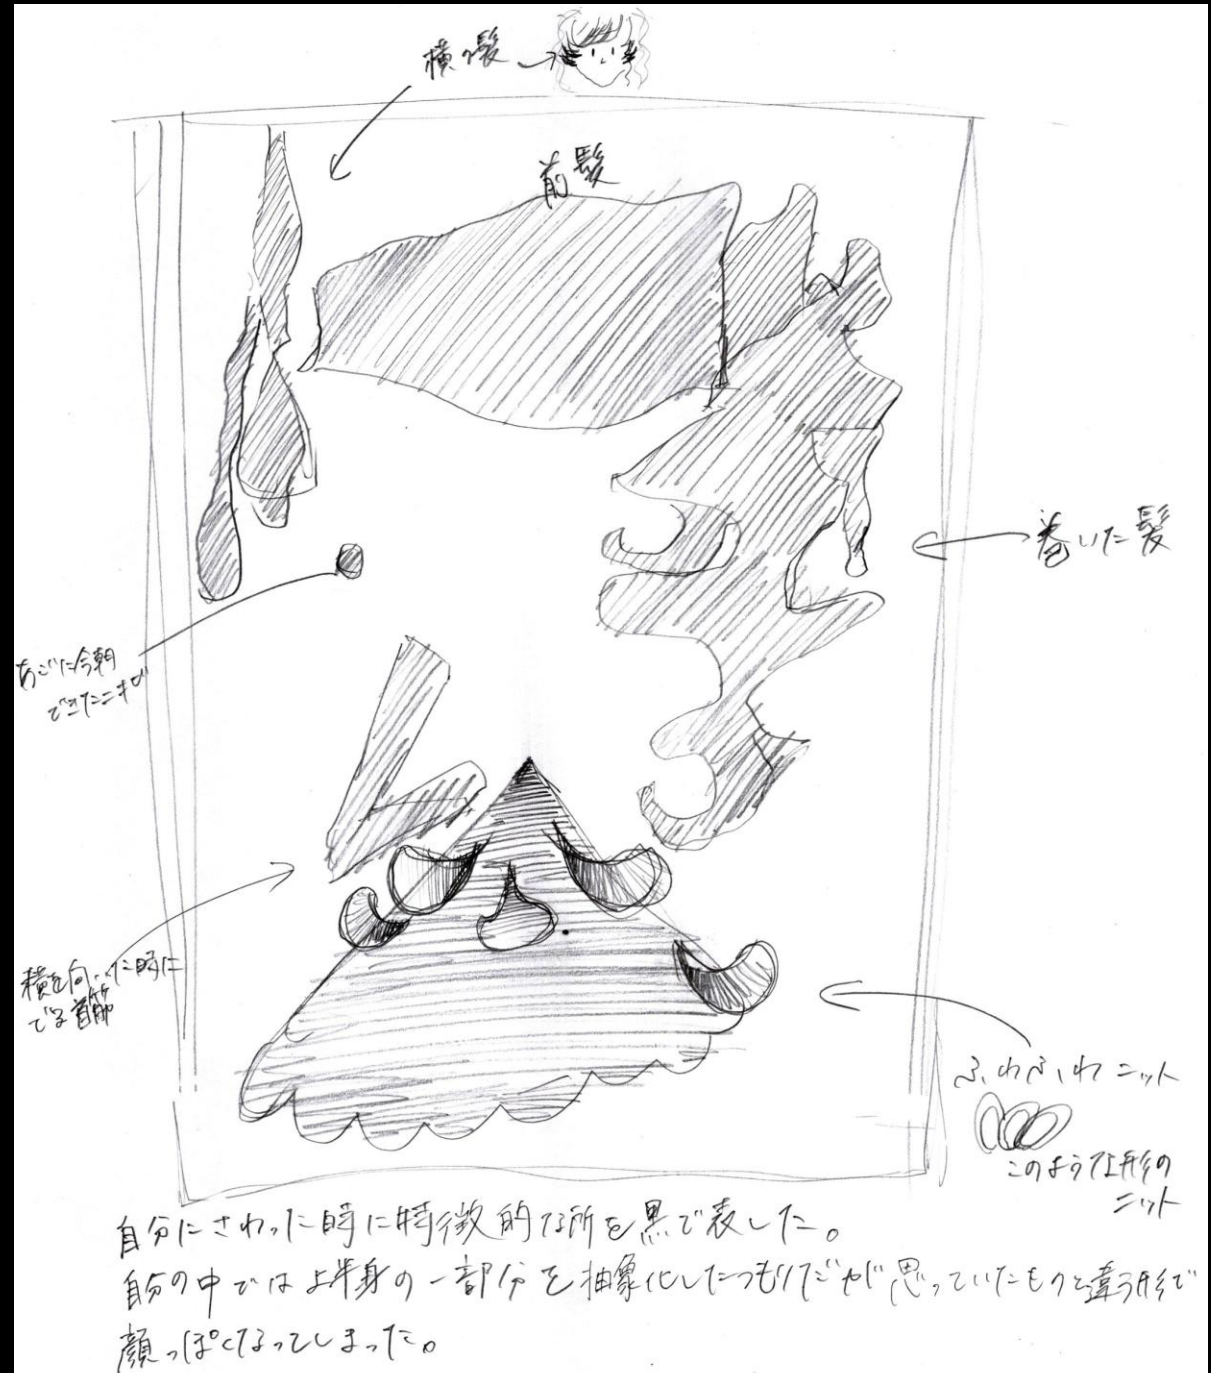 横の髪
前髪
巻いた髪
あごに今朝
できたニキビ
横を向いた時に
でる首筋
ふわふわニット
このような形の
ニット
自分にさわった時に特徴的な所を黒で表した。
自分の中では上半身の一部分を抽象化したつもりだが思っていたものと違う形で
顔っぽくなってしまった。